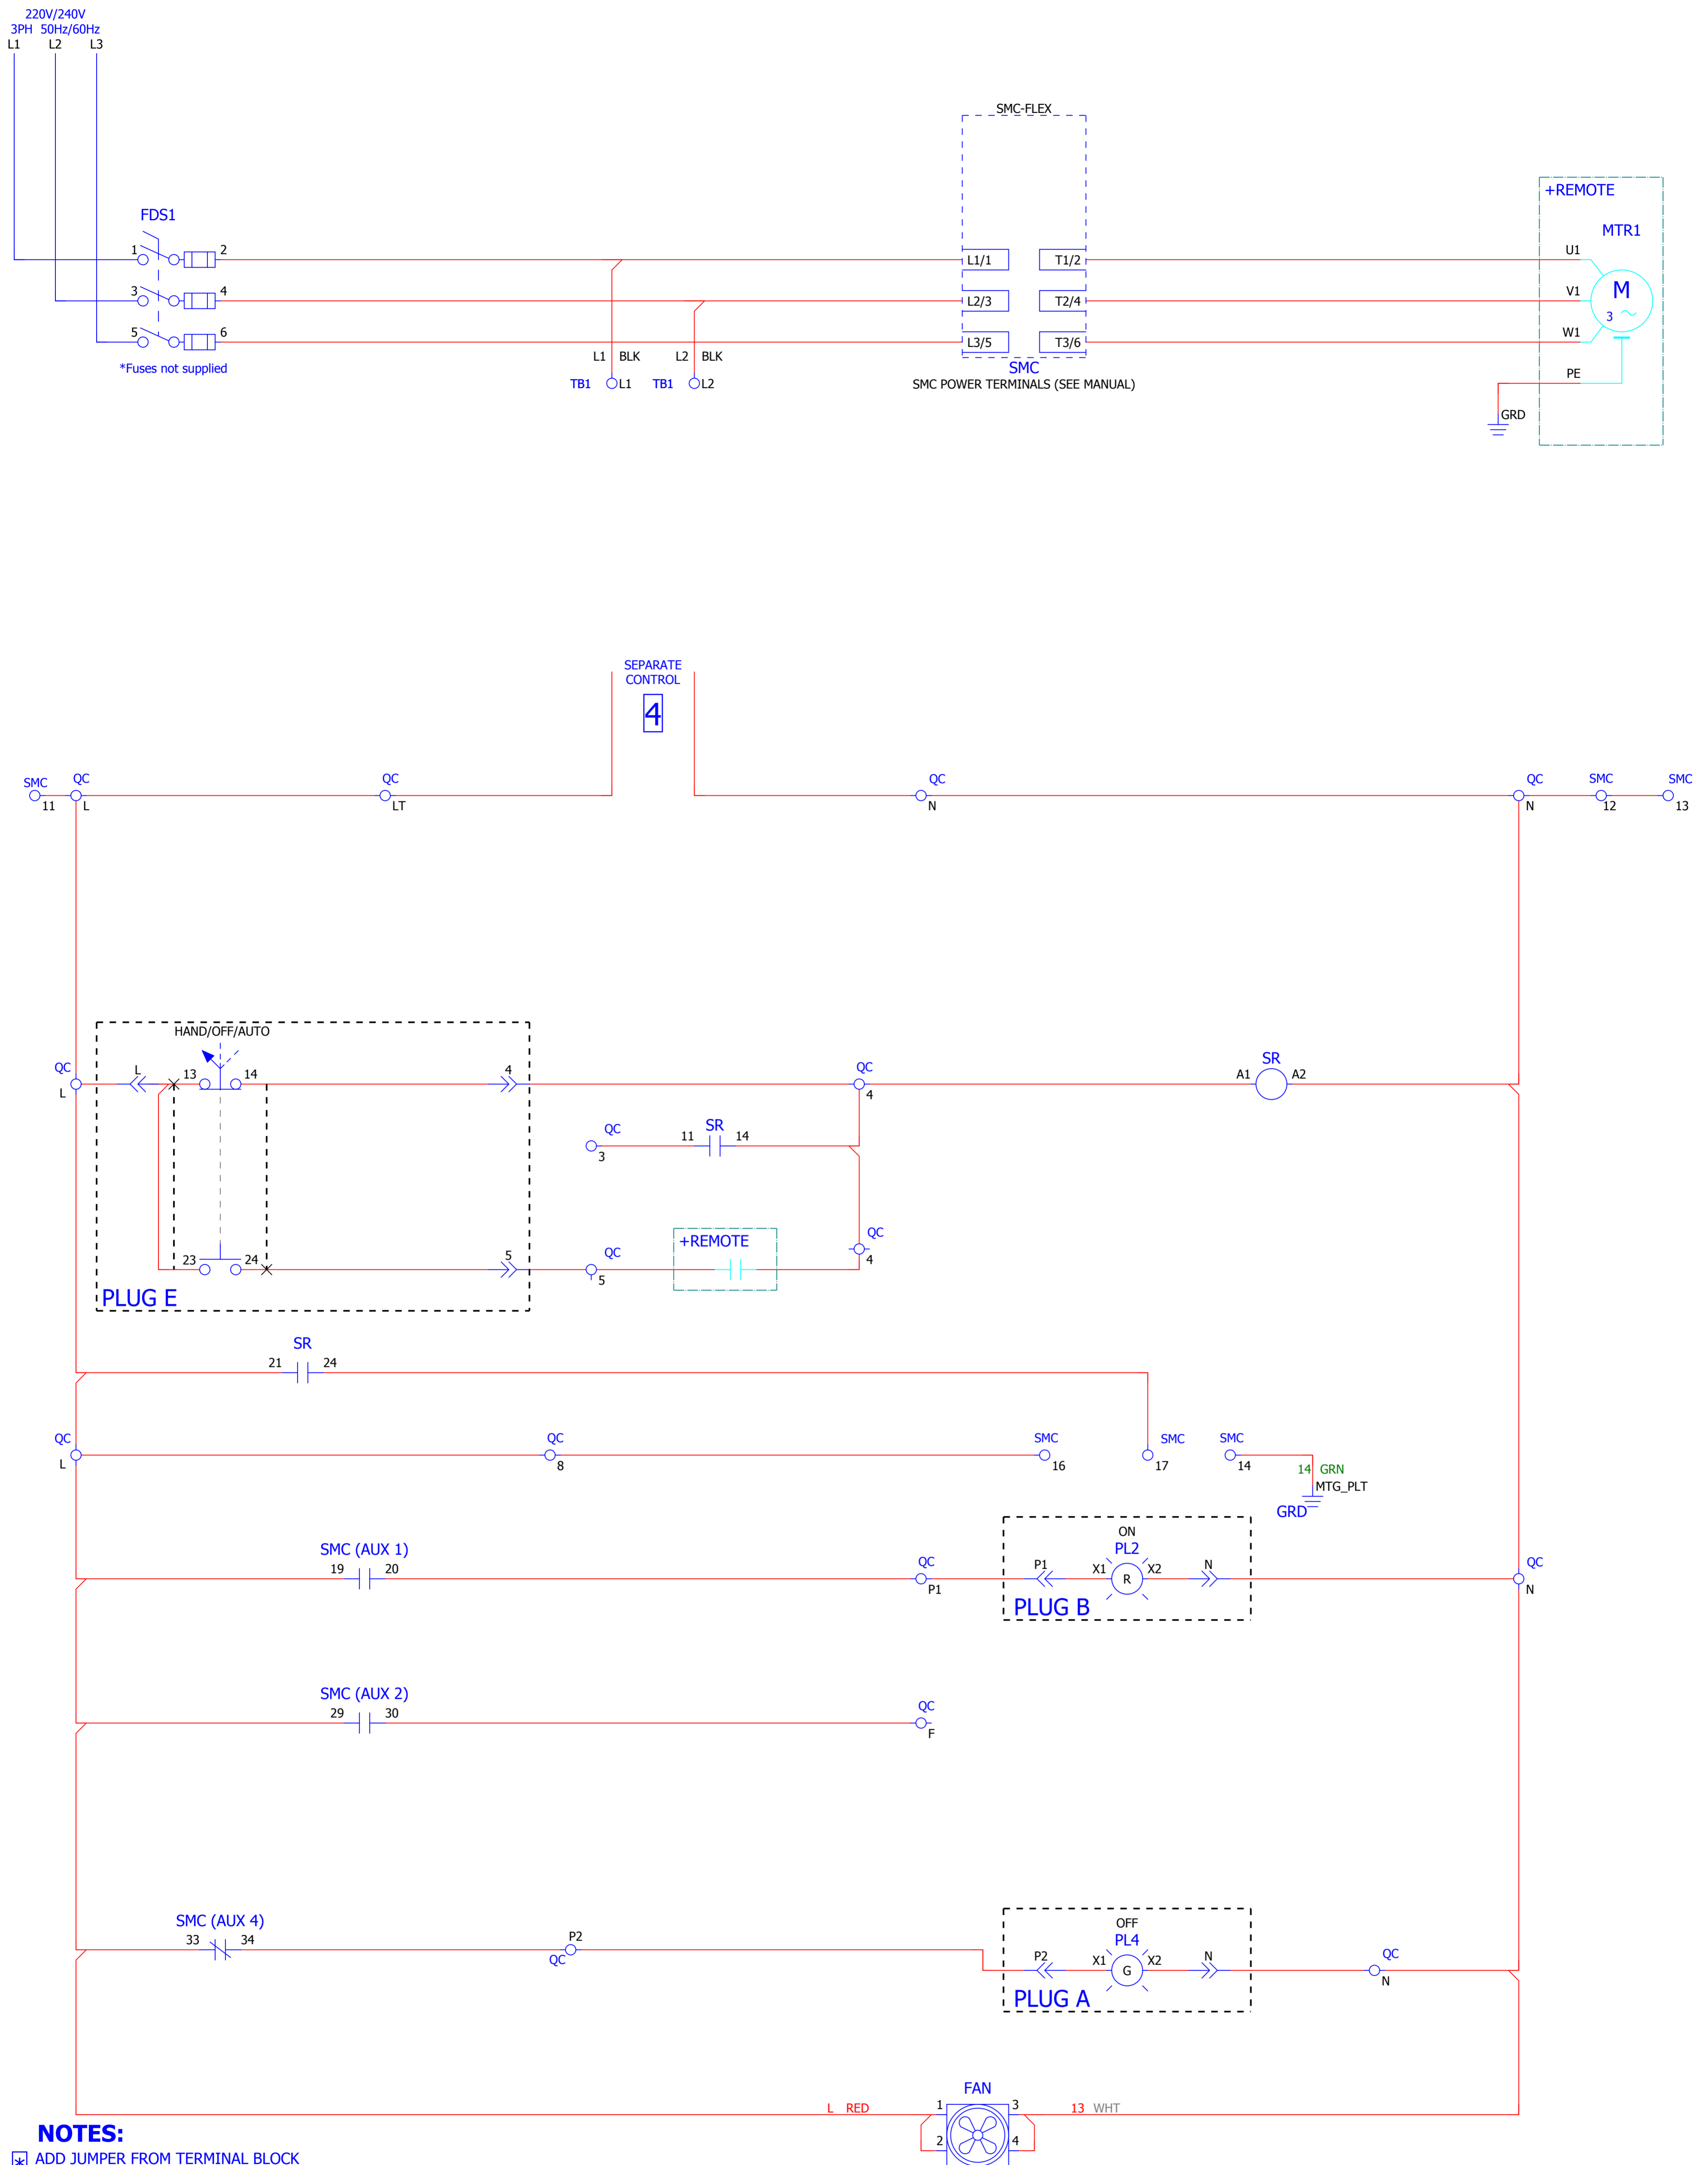 220V/240V
3PH 50Hz/60Hz
L1 L2 L3
SMC-FLEX
+REMOTE
FDS1
MTR1
1 2 L1/1 T1/2 U1
3 4 L2/3 T2/4 V1 M
3
5 6 L3/5 T3/6 W1
L1 BLK L2 BLK
*Fuses not supplied
SMC
PE
TB1 L1 TB1 L2
SMC POWER TERMINALS (SEE MANUAL)
GRD
SEPARATE
CONTROL
4
SMC QC QC QC QC SMC SMC
11 L LT N N 12 13
HAND/OFF/AUTO
QC L 13 14 4 QC SR
A1 A2
L 4
QC 11 SR 14
3
QC
+REMOTE
23 24 5 QC
5 4
PLUG E
SR
21 24
QC QC SMC SMC SMC
L 8 16 17 14
14 GRN
MTG_PLT
GRD
ON
SMC (AUX 1) PL2
19 20 QC P1 X1 R X2 N QC
P1 N
PLUG B
SMC (AUX 2)
29 30 QC
F
SMC (AUX 4) OFF
33 34 P2 PL4
QC P2 X1 G X2 N QC
N
PLUG A
FAN
L RED 1 3 13 WHT
NOTES:
2 4
* ADD JUMPER FROM TERMINAL BLOCK